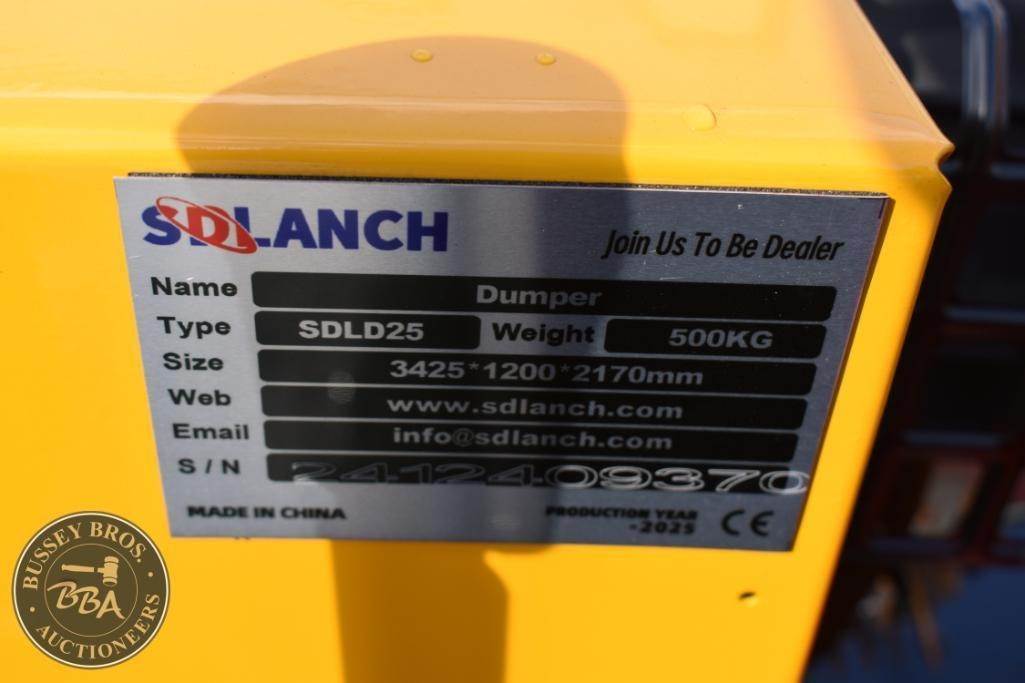 SDLANCH
Join Us To Be Dealer
Name Dumper
Type SDLD25 Weight 500KG
Size 3425*1200*2170mm
Web www.sdlanch.com
Email info@sdlanch.com
S / N 2412409370
MADE IN CHINA
PRODUCTION YEAR
-2025
CE
BUSSEY BROS.
BBA
AUCTIONEERS